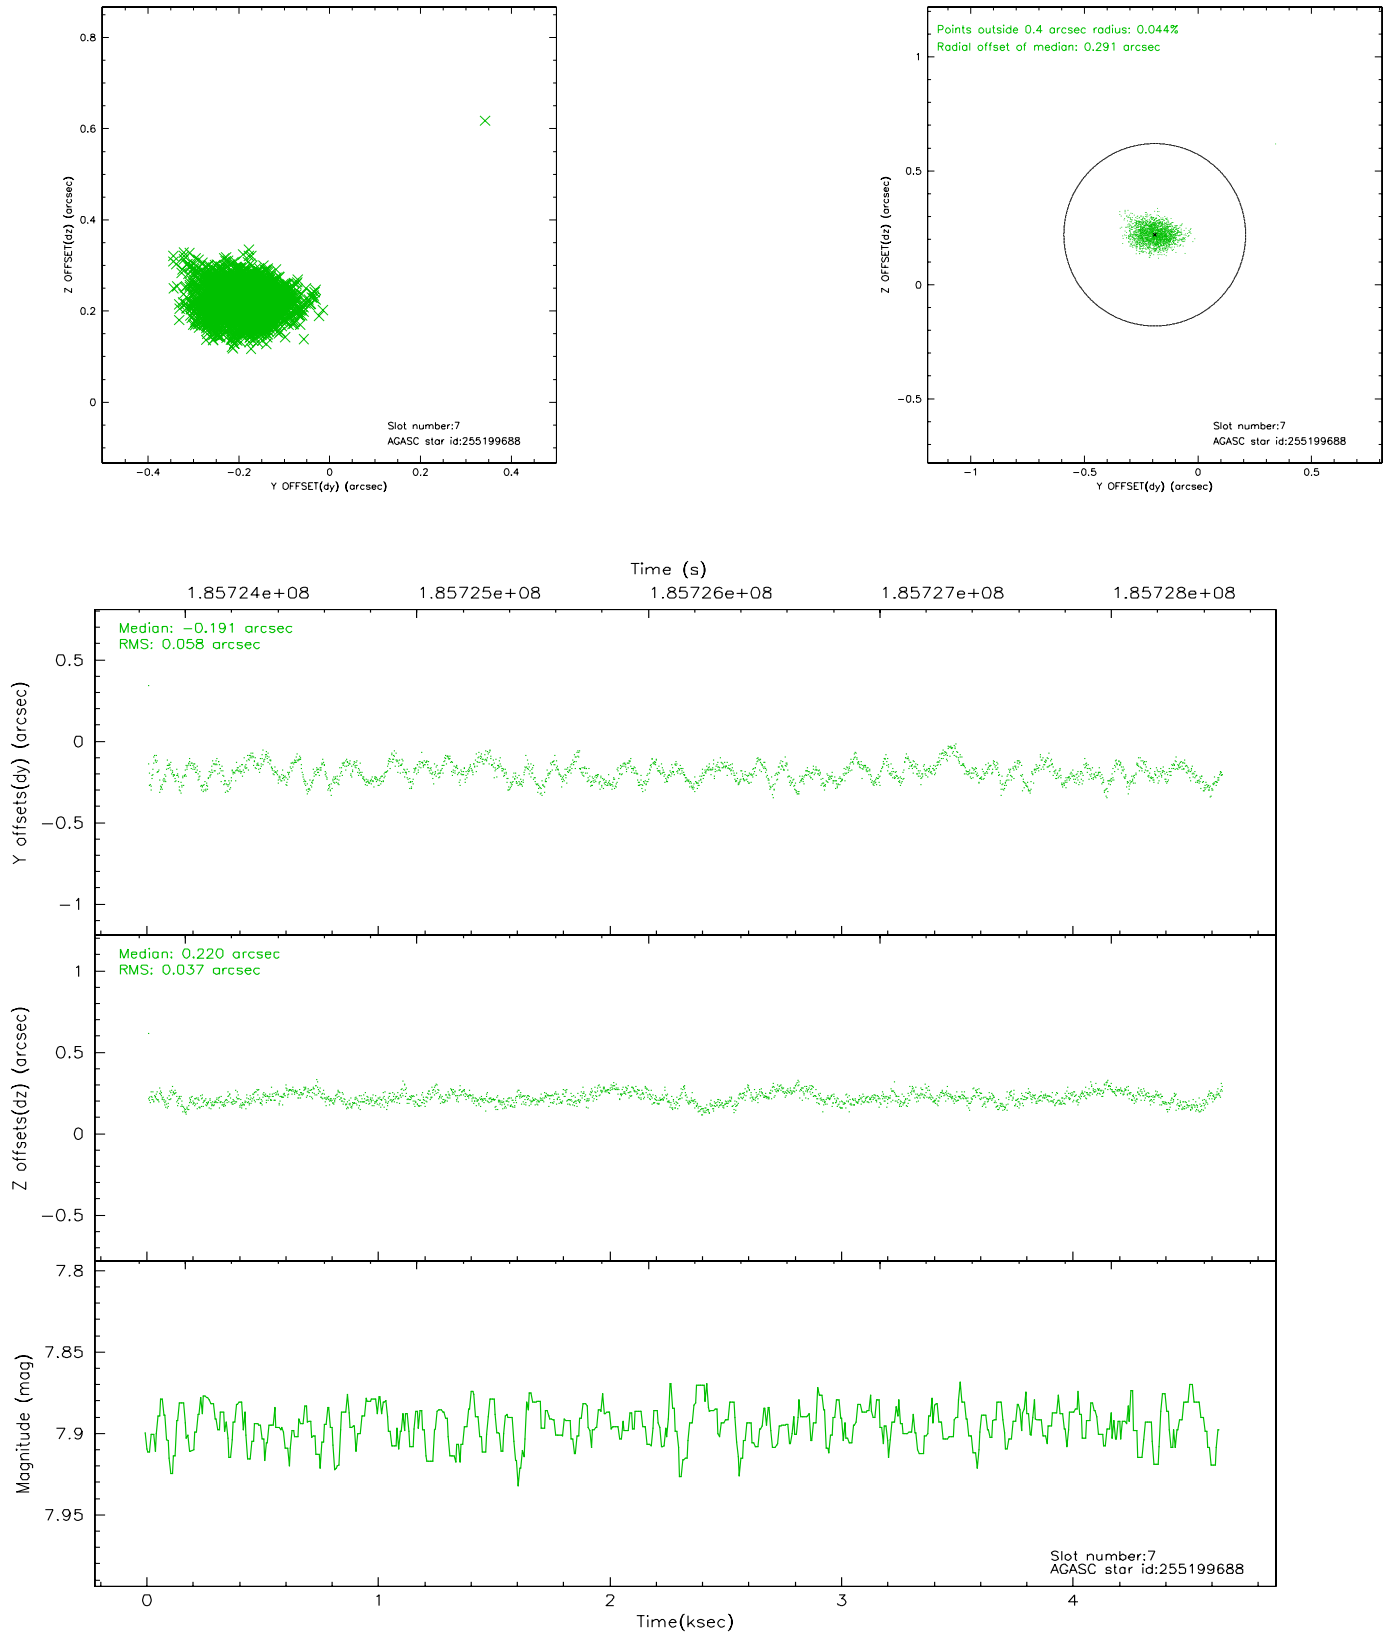 0.8
0.6
0.4
0.2
0
Z OFFSET(dz) (arcsec)
Slot number:7
AGASC star id:255199688
−0.4 −0.2 0 0.2 0.4
Y OFFSET(dy) (arcsec)
Points outside 0.4 arcsec radius: 0.044%
Radial offset of median: 0.291 arcsec
1
0.5
0
−0.5
Z OFFSET(dz) (arcsec)
Slot number:7
AGASC star id:255199688
−1 −0.5 0 0.5
Y OFFSET(dy) (arcsec)
Time (s)
1.85724e+08 1.85725e+08 1.85726e+08 1.85727e+08 1.85728e+08
Median: −0.191 arcsec
RMS: 0.058 arcsec
0.5
0
−0.5
−1
Y offsets(dy) (arcsec)
Median: 0.220 arcsec
RMS: 0.037 arcsec
1
0.5
0
−0.5
Z offsets(dz) (arcsec)
7.8
7.85
7.9
7.95
Magnitude (mag)
Slot number:7
AGASC star id:255199688
0 1 2 3 4
Time(ksec)